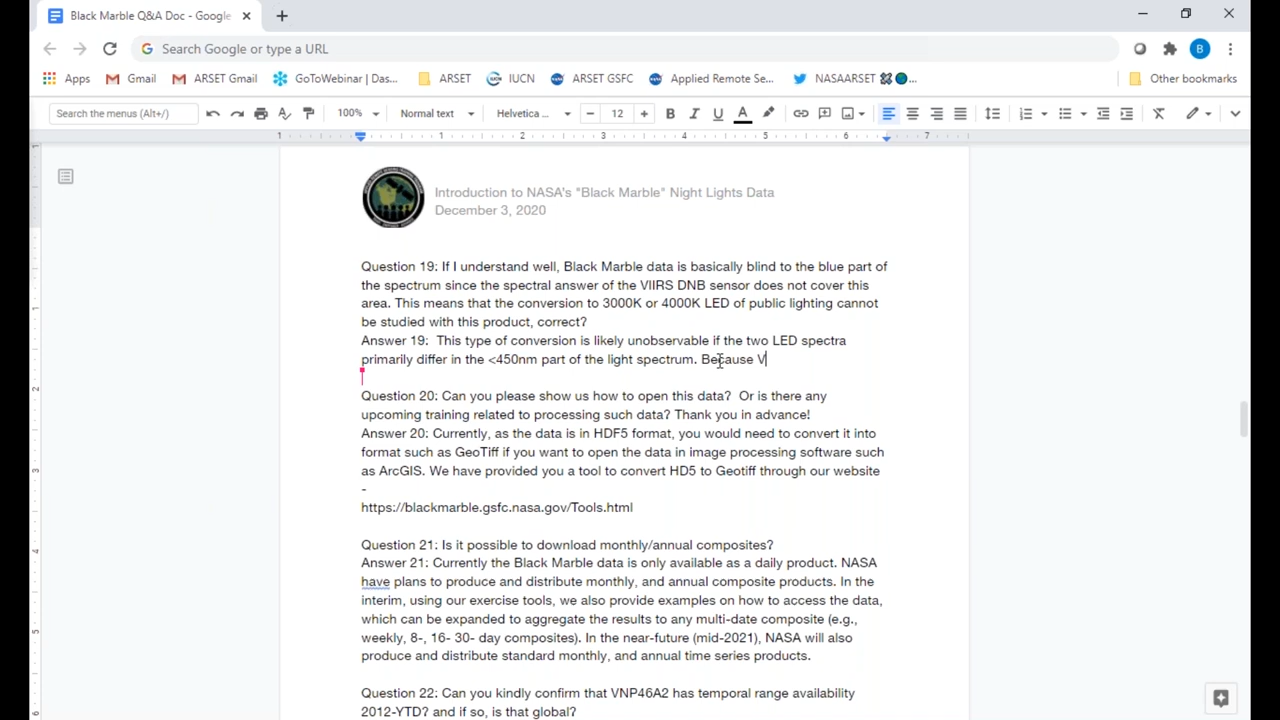 Black Marble Q&A Doc - Google
Search Google or type a URL
B
Apps Gmail ARSET Gmail GoToWebinar | Das... ARSET IUCN ARSET GSFC Applied Remote Se... NASAARSET ... Other bookmarks
Search the menus (Alt+/) 100% Normal text Helvetica ... 12 B I U A
1 1 2 3 4 5 6 7
Introduction to NASA's "Black Marble" Night Lights Data
December 3, 2020
Question 19: If I understand well, Black Marble data is basically blind to the blue part of
the spectrum since the spectral answer of the VIIRS DNB sensor does not cover this
area. This means that the conversion to 3000K or 4000K LED of public lighting cannot
be studied with this product, correct?
Answer 19: This type of conversion is likely unobservable if the two LED spectra
primarily differ in the <450nm part of the light spectrum. Because V
Question 20: Can you please show us how to open this data? Or is there any
upcoming training related to processing such data? Thank you in advance!
Answer 20: Currently, as the data is in HDF5 format, you would need to convert it into
format such as GeoTiff if you want to open the data in image processing software such
as ArcGIS. We have provided you a tool to convert HD5 to Geotiff through our website
-
https://blackmarble.gsfc.nasa.gov/Tools.html
Question 21: Is it possible to download monthly/annual composites?
Answer 21: Currently the Black Marble data is only available as a daily product. NASA
have plans to produce and distribute monthly, and annual composite products. In the
interim, using our exercise tools, we also provide examples on how to access the data,
which can be expanded to aggregate the results to any multi-date composite (e.g.,
weekly, 8-, 16- 30- day composites). In the near-future (mid-2021), NASA will also
produce and distribute standard monthly, and annual time series products.
Question 22: Can you kindly confirm that VNP46A2 has temporal range availability
2012-YTD? and if so, is that global?